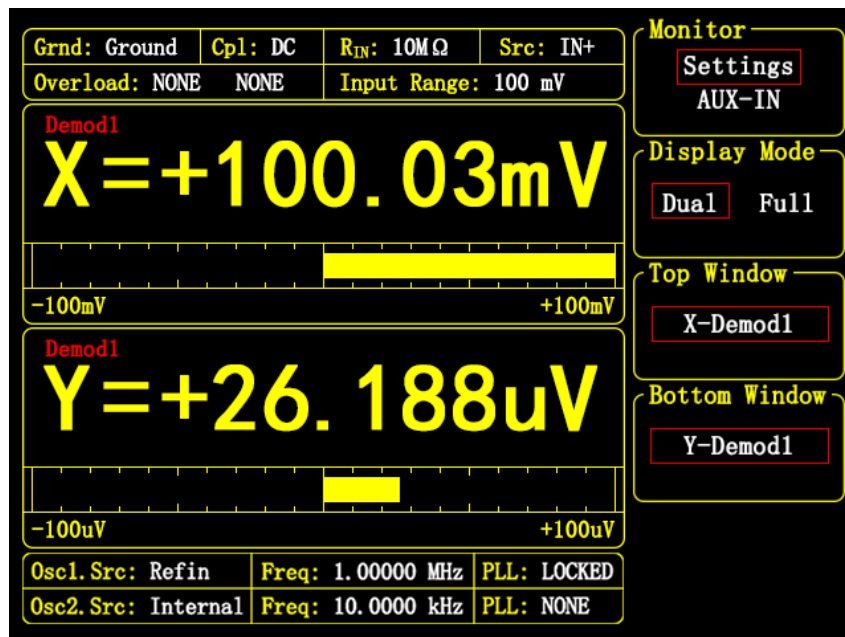 Grnd: Ground Cpl: DC RIN: 10MΩ Src: IN+
Overload: NONE NONE Input Range: 100 mV
Demod1
X=+100.03mV
-100mV +100mV
Demod1
Y=+26.188uV
-100uV +100uV
Osc1.Src: Refin Freq: 1.00000 MHz PLL: LOCKED
Osc2.Src: Internal Freq: 10.0000 kHz PLL: NONE
Monitor
Settings
AUX-IN
Display Mode
Dual Full
Top Window
X-Demod1
Bottom Window
Y-Demod1